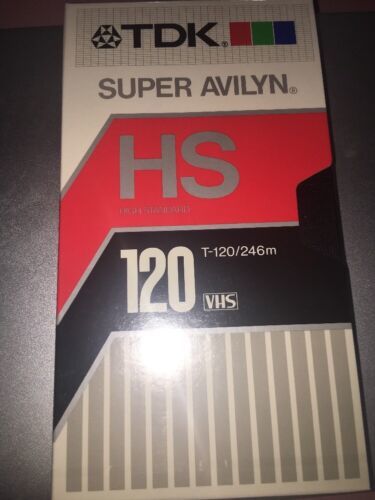 TDK®
SUPER AVILYN®
HS
HIGH STANDARD
T-120/246m
120
VHS